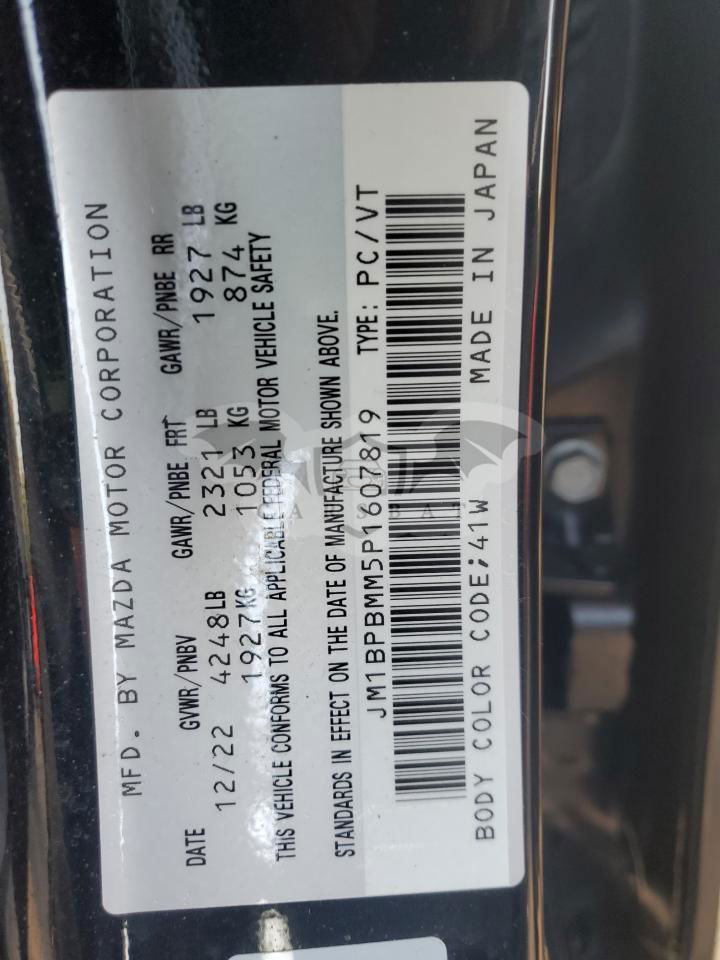 MFD. BY MAZDA MOTOR CORPORATION
DATE GVWR/PNBV GAWR/PNBE FRT GAWR/PNBE RR
12/22 4248LB 2321 LB 1927 LB
1927KG 1053 KG 874 KG
THIS VEHICLE CONFORMS TO ALL APPLICABLE FEDERAL MOTOR VEHICLE SAFETY
STANDARDS IN EFFECT ON THE DATE OF MANUFACTURE SHOWN ABOVE.
JM1BPBMM5P1607819 TYPE: PC/VT
BODY COLOR CODE;41W MADE IN JAPAN